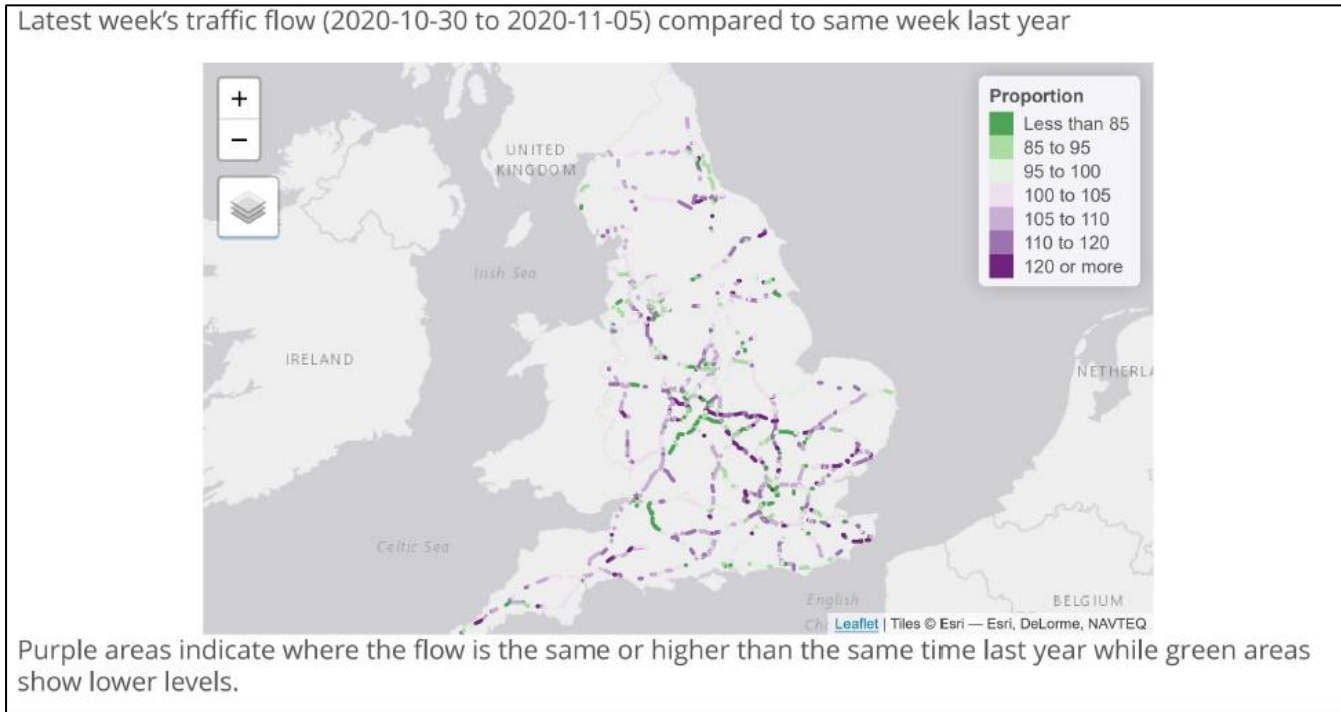 Latest week's traffic flow (2020-10-30 to 2020-11-05) compared to same week last year
+
−
Proportion
Less than 85
85 to 95
95 to 100
100 to 105
105 to 110
110 to 120
120 or more
UNITED
KINGDOM
Irish Sea
IRELAND
NETHERLA
Celtic Sea
English
Ch
BELGIUM
Leaflet | Tiles © Esri — Esri, DeLorme, NAVTEQ
Purple areas indicate where the flow is the same or higher than the same time last year while green areas
show lower levels.